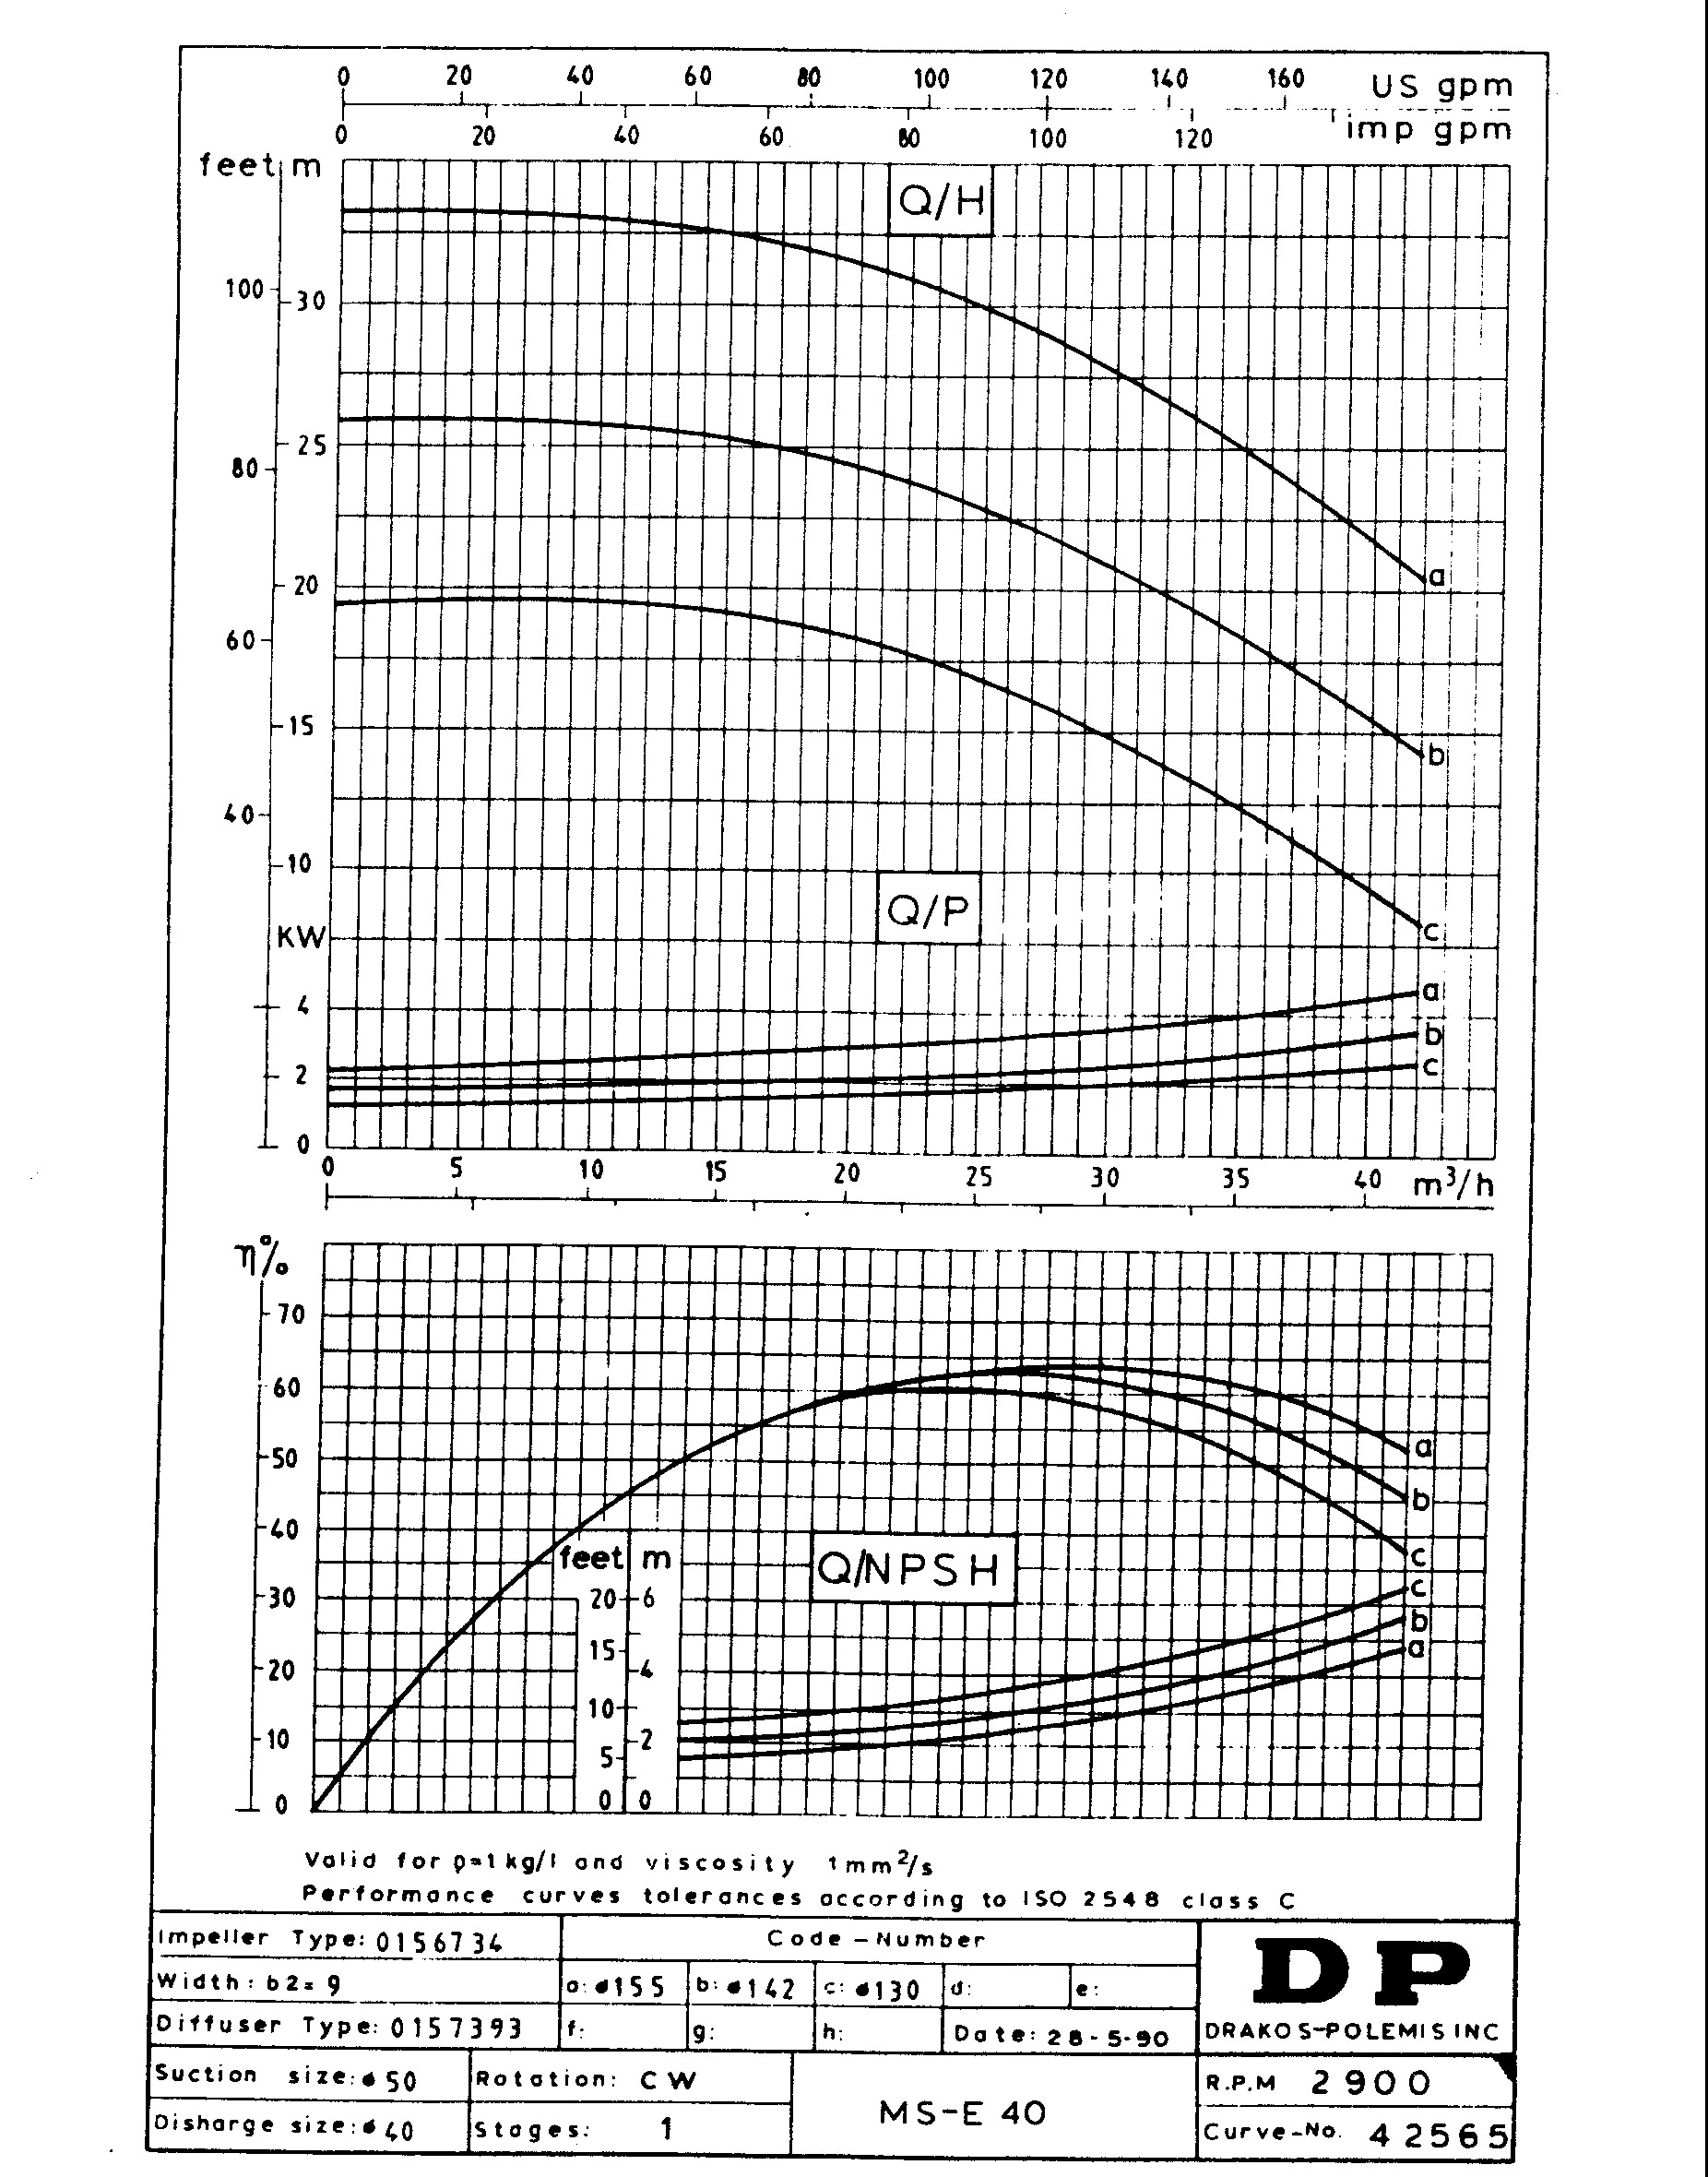 0 20 40 60 80 100 120 140 160 US gpm
0 20 40 60 80 100 120 imp gpm
feet m
Q/H
100
30
25
80
20
60
15
40
10
Q/P
KW
a
b
c
4
2
0
a
b
c
0 5 10 15 20 25 30 35 40 m³/h
η%
70
60
50
40
30
20
10
0
a
b
c
feet m
Q/NPSH
20 6
15
4
10
2
5
0 0
c
b
a
Valid for ρ=1kg/l and viscosity 1mm²/s
Performance curves tolerances according to ISO 2548 class C
Impeller Type: 0156734
Code-Number
Width: b2= 9
a: ø155 b: ø142 c: ø130 d: e:
Diffuser Type: 0157393
f: g: h: Date: 28-5-90
DP
DRAKOS-POLEMIS INC
Suction size: ø50
Rotation: CW
Disharge size: ø40
Stages: 1
MS-E 40
R.P.M 2900
Curve-No. 42565